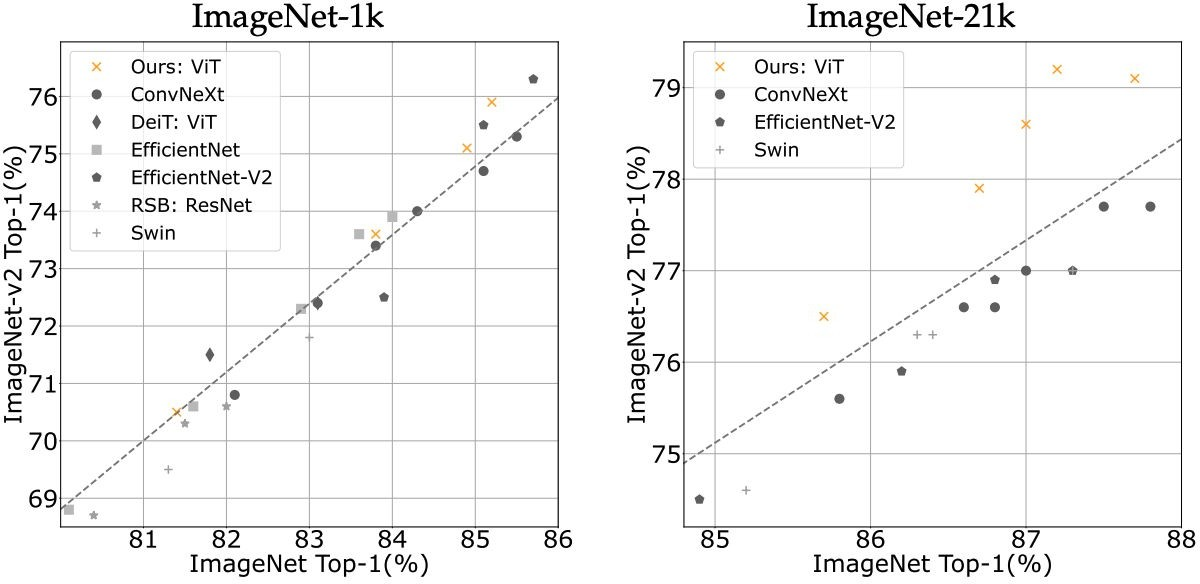 ImageNet-1k
ImageNet-v2 Top-1(%)
76
75
74
73
72
71
70
69
Ours: ViT
ConvNeXt
DeiT: ViT
EfficientNet
EfficientNet-V2
RSB: ResNet
Swin
81 82 83 84 85 86
ImageNet Top-1(%)
ImageNet-21k
ImageNet-v2 Top-1(%)
79
78
77
76
75
Ours: ViT
ConvNeXt
EfficientNet-V2
Swin
85 86 87 88
ImageNet Top-1(%)